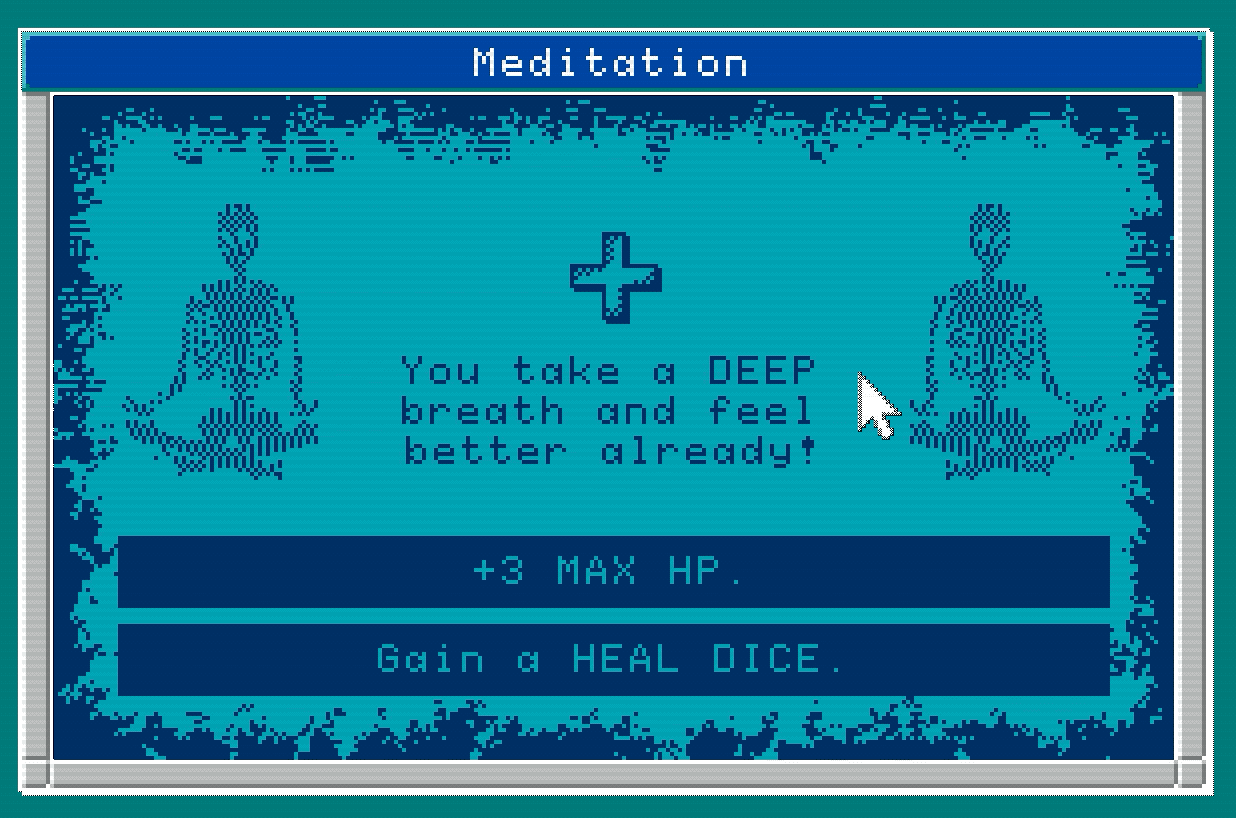 Meditation
You take a DEEP
breath and feel
better already!
+3 MAX HP.
Gain a HEAL DICE.